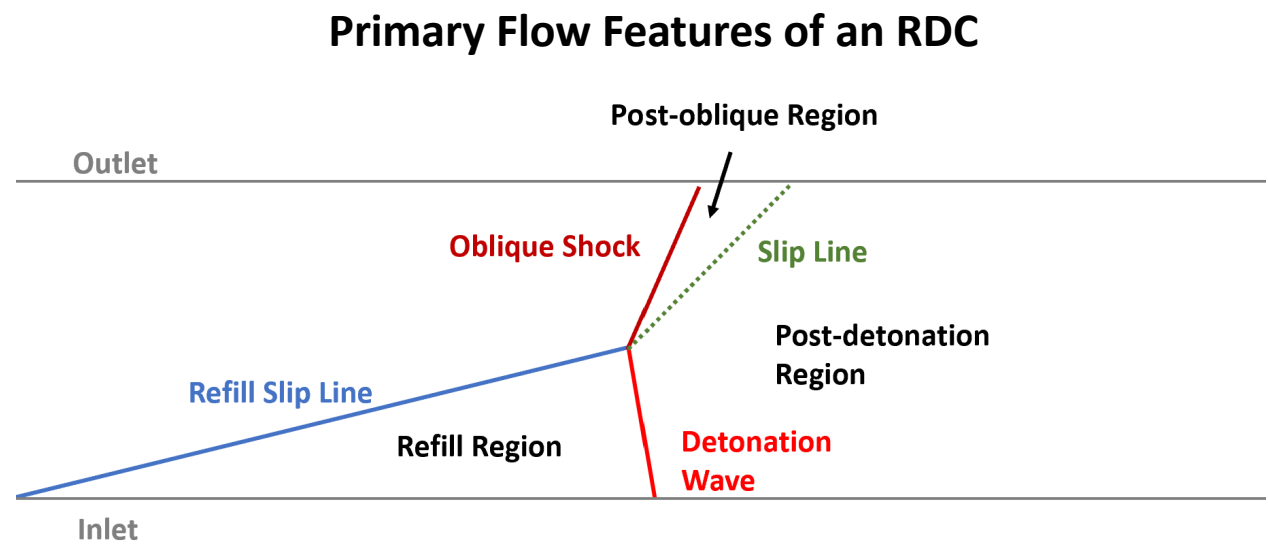 Primary Flow Features of an RDC
Post-oblique Region
Outlet
Oblique Shock
Slip Line
Post-detonation
Region
Refill Slip Line
Refill Region
Detonation
Wave
Inlet